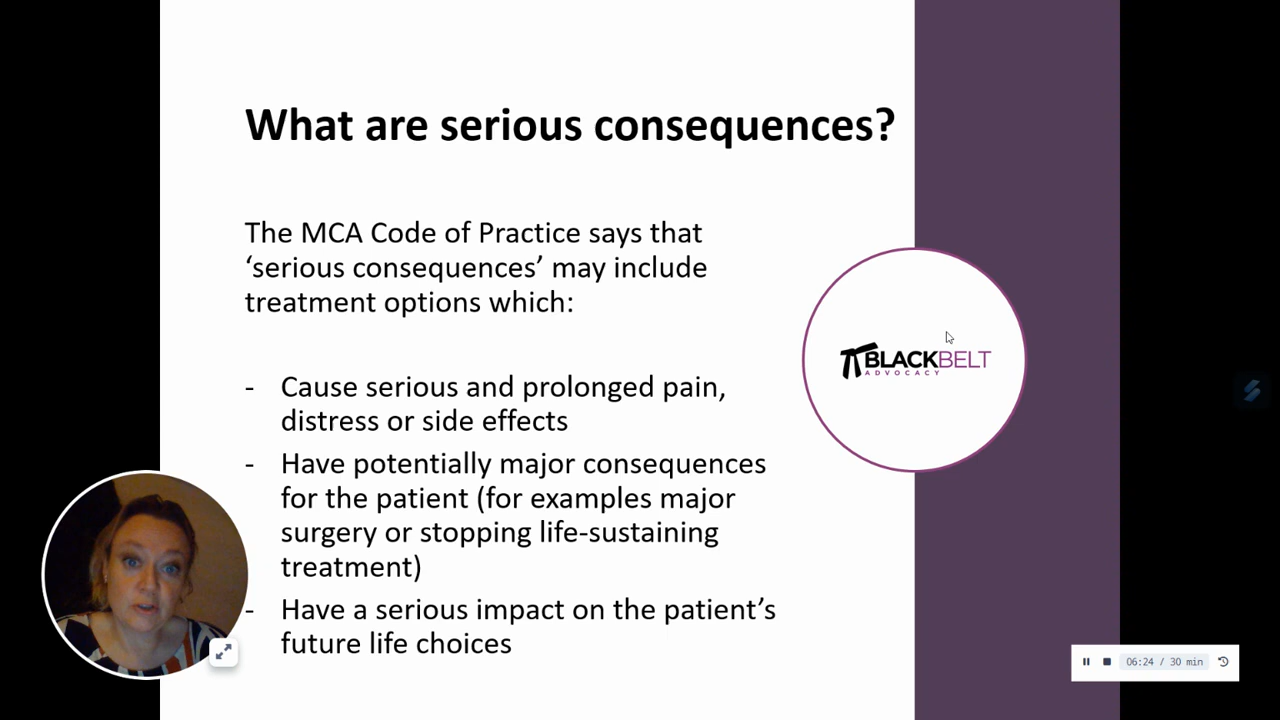 What are serious consequences?
The MCA Code of Practice says that
‘serious consequences’ may include
treatment options which:
- Cause serious and prolonged pain,
distress or side effects
- Have potentially major consequences
for the patient (for examples major
surgery or stopping life-sustaining
treatment)
- Have a serious impact on the patient’s
future life choices
BLACKBELT
ADVOCACY
06:24 / 30 min